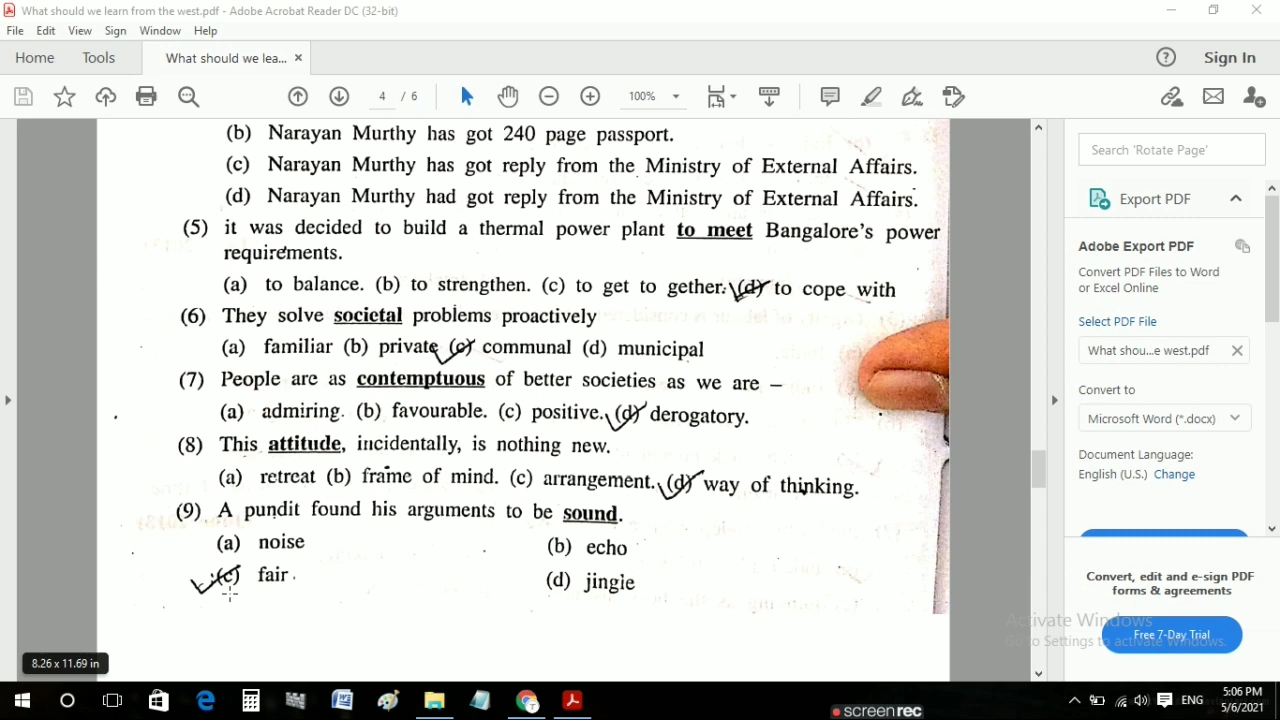 What should we learn from the west.pdf - Adobe Acrobat Reader DC (32-bit)
File Edit View Sign Window Help
Home Tools What should we lea... × ? Sign In
4 / 6 100%
(b) Narayan Murthy has got 240 page passport.
(c) Narayan Murthy has got reply from the Ministry of External Affairs.
(d) Narayan Murthy had got reply from the Ministry of External Affairs.
(5) it was decided to build a thermal power plant to meet Bangalore's power
requirements.
(a) to balance. (b) to strengthen. (c) to get to gether. (d) to cope with
(6) They solve societal problems proactively
(a) familiar (b) private (c) communal (d) municipal
(7) People are as contemptuous of better societies as we are –
(a) admiring. (b) favourable. (c) positive. (d) derogatory.
(8) This attitude, incidentally, is nothing new.
(a) retreat (b) frame of mind. (c) arrangement. (d) way of thinking.
(9) A pundit found his arguments to be sound.
(a) noise (b) echo
(c) fair. (d) jingle
8.26 x 11.69 in
Search 'Rotate Page'
Export PDF
Adobe Export PDF
Convert PDF Files to Word
or Excel Online
Select PDF File
What shou...e west.pdf ×
Convert to
Microsoft Word (*.docx)
Document Language:
English (U.S.) Change
Convert, edit and e-sign PDF
forms & agreements
Activate Windows
Go to Settings to activate Windows.
Free 7-Day Trial
ENG
5:06 PM
5/6/2021
screenrec